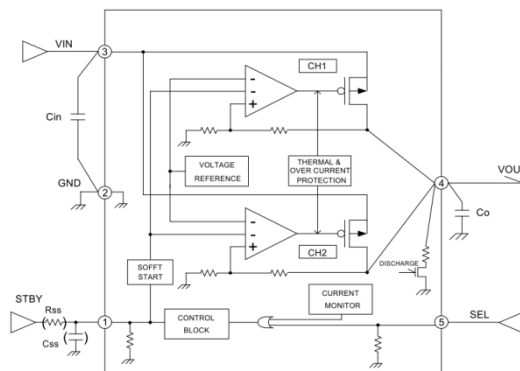 VIN
3
CH1
-
-
+
Cin
GND
2
VOLTAGE
REFERENCE
THERMAL &
OVER CURRENT
PROTECTION
4
VOU
Co
-
-
+
CH2
DISCHARGE
SOFFT
START
STBY
Rss
Css
1
CONTROL
BLOCK
CURRENT
MONITOR
5
SEL